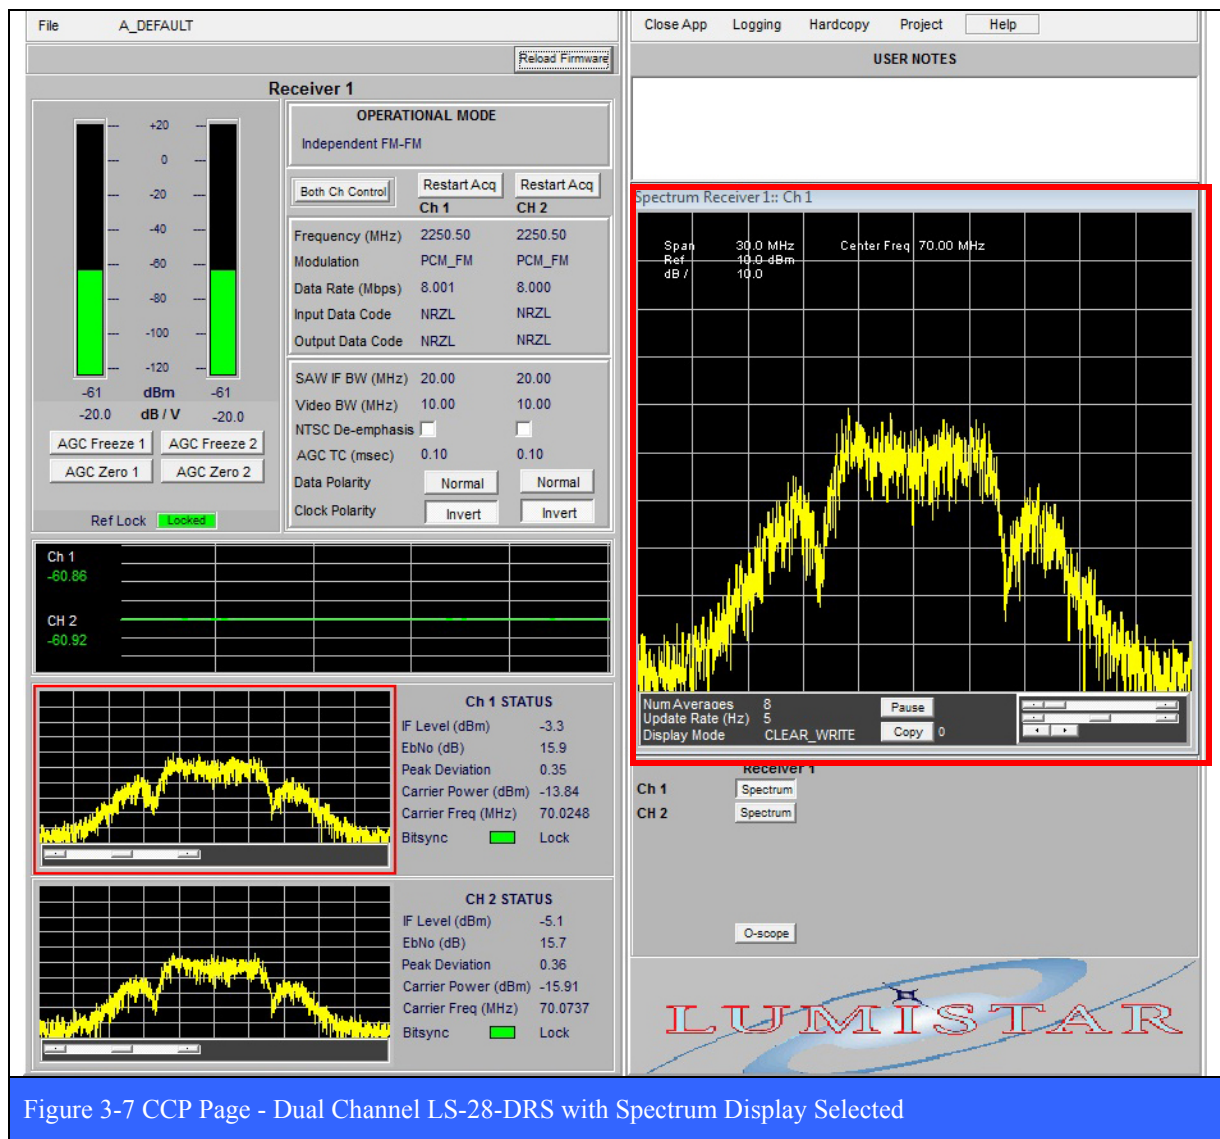 File A_DEFAULT
Reload Firmware
Receiver 1
+20
0
-20
-40
-60
-80
-100
-120
-61 dBm -61
-20.0 dB / V -20.0
AGC Freeze 1 AGC Freeze 2
AGC Zero 1 AGC Zero 2
Ref Lock Locked
OPERATIONAL MODE
Independent FM-FM
Both Ch Control Restart Acq Restart Acq
Ch 1 CH 2
Frequency (MHz) 2250.50 2250.50
Modulation PCM_FM PCM_FM
Data Rate (Mbps) 8.001 8.000
Input Data Code NRZL NRZL
Output Data Code NRZL NRZL
SAW IF BW (MHz) 20.00 20.00
Video BW (MHz) 10.00 10.00
NTSC De-emphasis
AGC TC (msec) 0.10 0.10
Data Polarity Normal Normal
Clock Polarity Invert Invert
Ch 1
-60.86
CH 2
-60.92
Ch 1 STATUS
IF Level (dBm) -3.3
EbNo (dB) 15.9
Peak Deviation 0.35
Carrier Power (dBm) -13.84
Carrier Freq (MHz) 70.0248
Bitsync Lock
CH 2 STATUS
IF Level (dBm) -5.1
EbNo (dB) 15.7
Peak Deviation 0.36
Carrier Power (dBm) -15.91
Carrier Freq (MHz) 70.0737
Bitsync Lock
Close App Logging Hardcopy Project Help
USER NOTES
Spectrum Receiver 1:: Ch 1
Span 30.0 MHz Center Freq 70.00 MHz
Ref 10.0 dBm
dB / 10.0
Num Averages 8
Update Rate (Hz) 5
Display Mode CLEAR_WRITE
Pause
Copy 0
Receiver 1
Ch 1 Spectrum
CH 2 Spectrum
O-scope
LUMISTAR
Figure 3-7 CCP Page - Dual Channel LS-28-DRS with Spectrum Display Selected